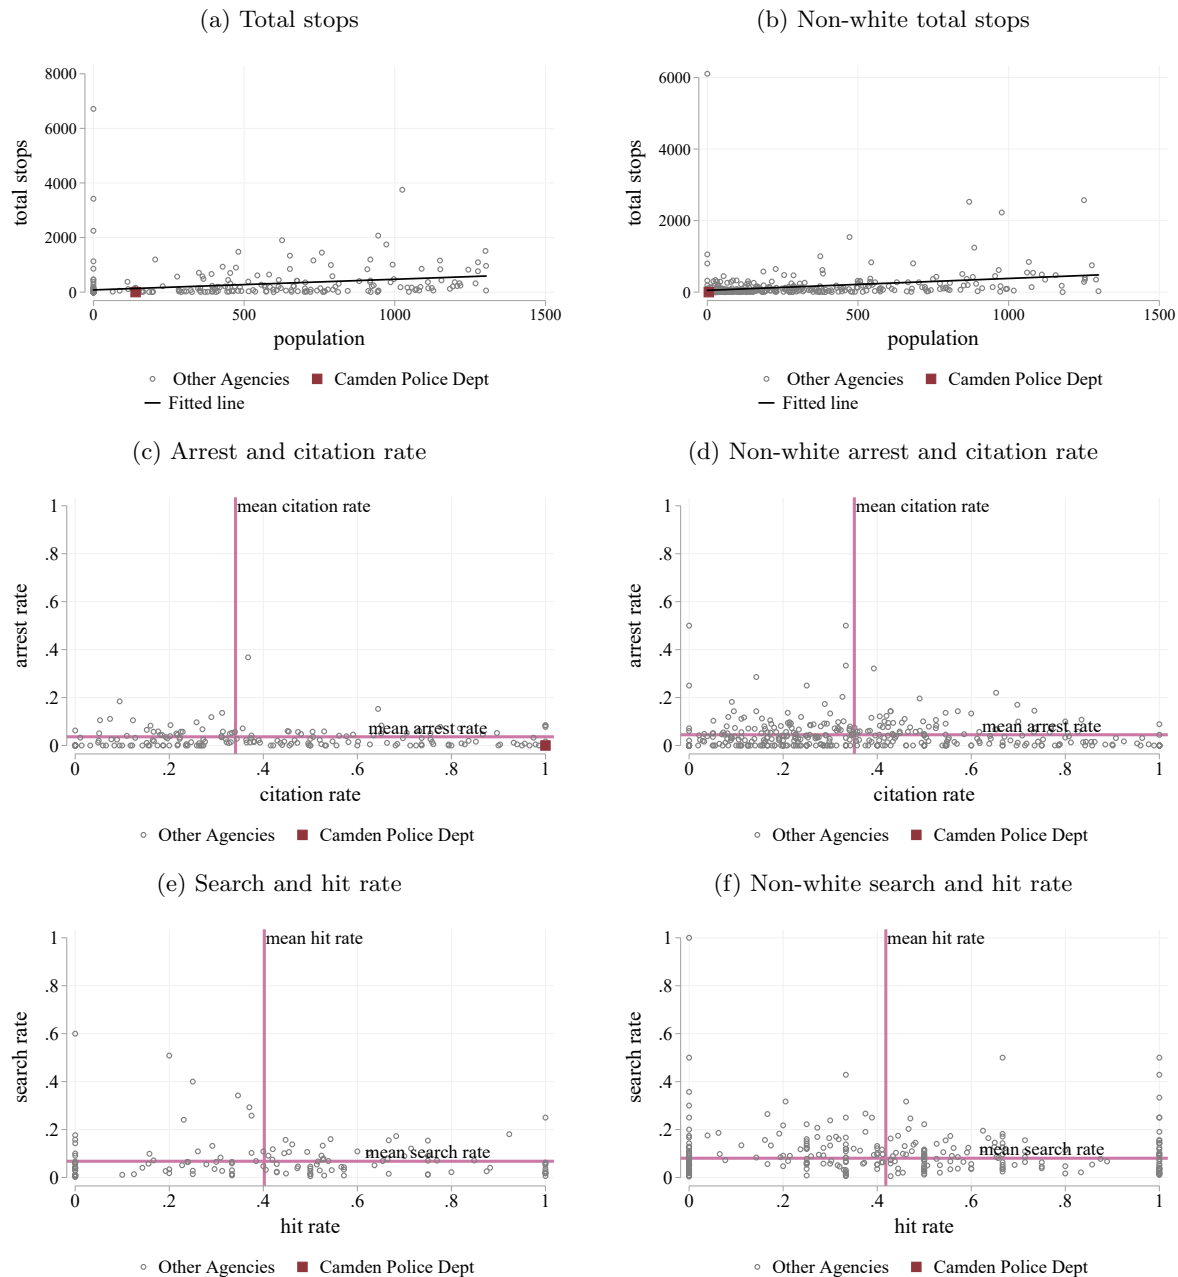 (a) Total stops
8000
6000
4000
2000
0
total stops
0 500 1000 1500
population
Other Agencies Camden Police Dept
Fitted line
(b) Non-white total stops
6000
4000
2000
0
total stops
0 500 1000 1500
population
Other Agencies Camden Police Dept
Fitted line
(c) Arrest and citation rate
1
.8
.6
.4
.2
0
arrest rate
mean citation rate
mean arrest rate
0 .2 .4 .6 .8 1
citation rate
Other Agencies Camden Police Dept
(d) Non-white arrest and citation rate
1
.8
.6
.4
.2
0
arrest rate
mean citation rate
mean arrest rate
0 .2 .4 .6 .8 1
citation rate
Other Agencies Camden Police Dept
(e) Search and hit rate
1
.8
.6
.4
.2
0
search rate
mean hit rate
mean search rate
0 .2 .4 .6 .8 1
hit rate
Other Agencies Camden Police Dept
(f) Non-white search and hit rate
1
.8
.6
.4
.2
0
search rate
mean hit rate
mean search rate
0 .2 .4 .6 .8 1
hit rate
Other Agencies Camden Police Dept